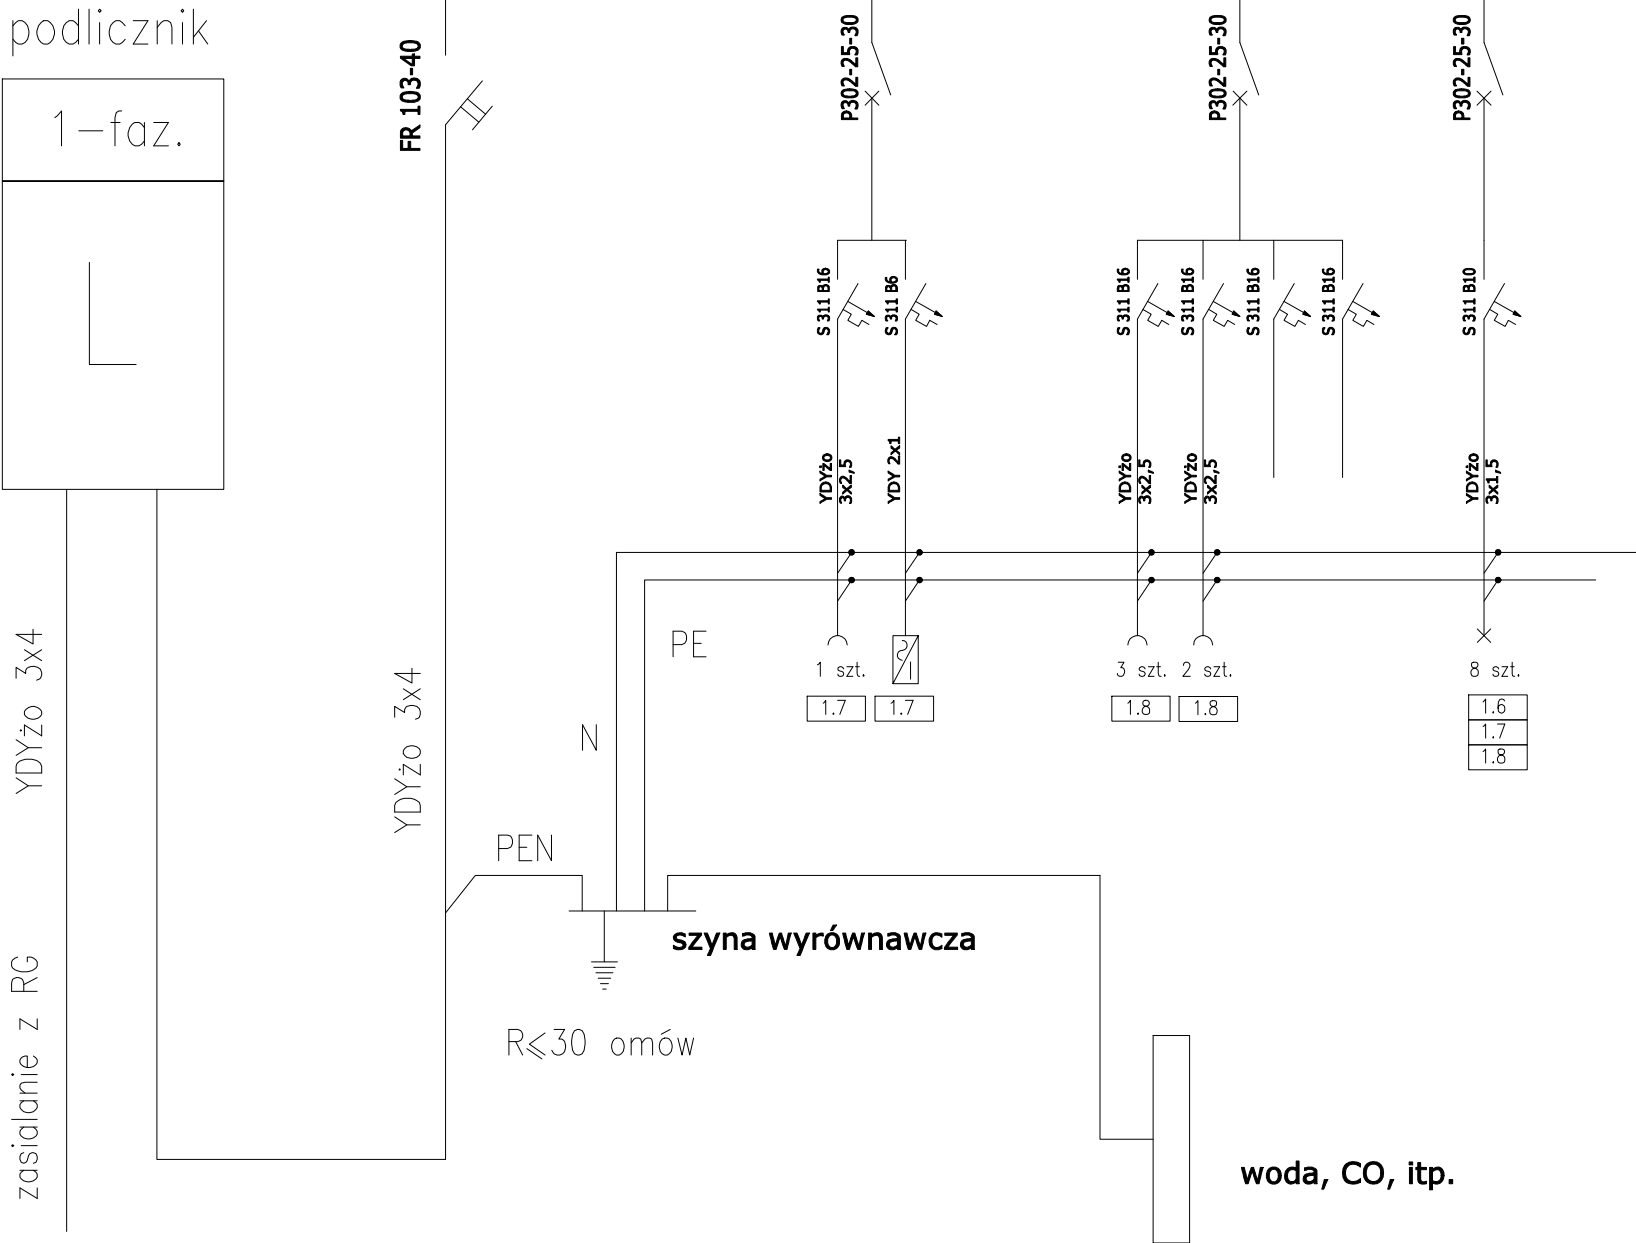 podlicznik
1-faz.
L
FR 103-40
P302-25-30
P302-25-30
P302-25-30
S 311 B16
S 311 B6
S 311 B16
S 311 B16
S 311 B16
S 311 B16
S 311 B10
YDYżo
3x2,5
YDY 2x1
YDYżo
3x2,5
YDYżo
3x2,5
YDYżo
3x1,5
YDYżo 3x4
zasialanie z RG
YDYżo 3x4
PE
N
PEN
1 szt.
3 szt.
2 szt.
8 szt.
1.7
1.7
1.8
1.8
1.6
1.7
1.8
szyna wyrównawcza
R⩽30 omów
woda, CO, itp.